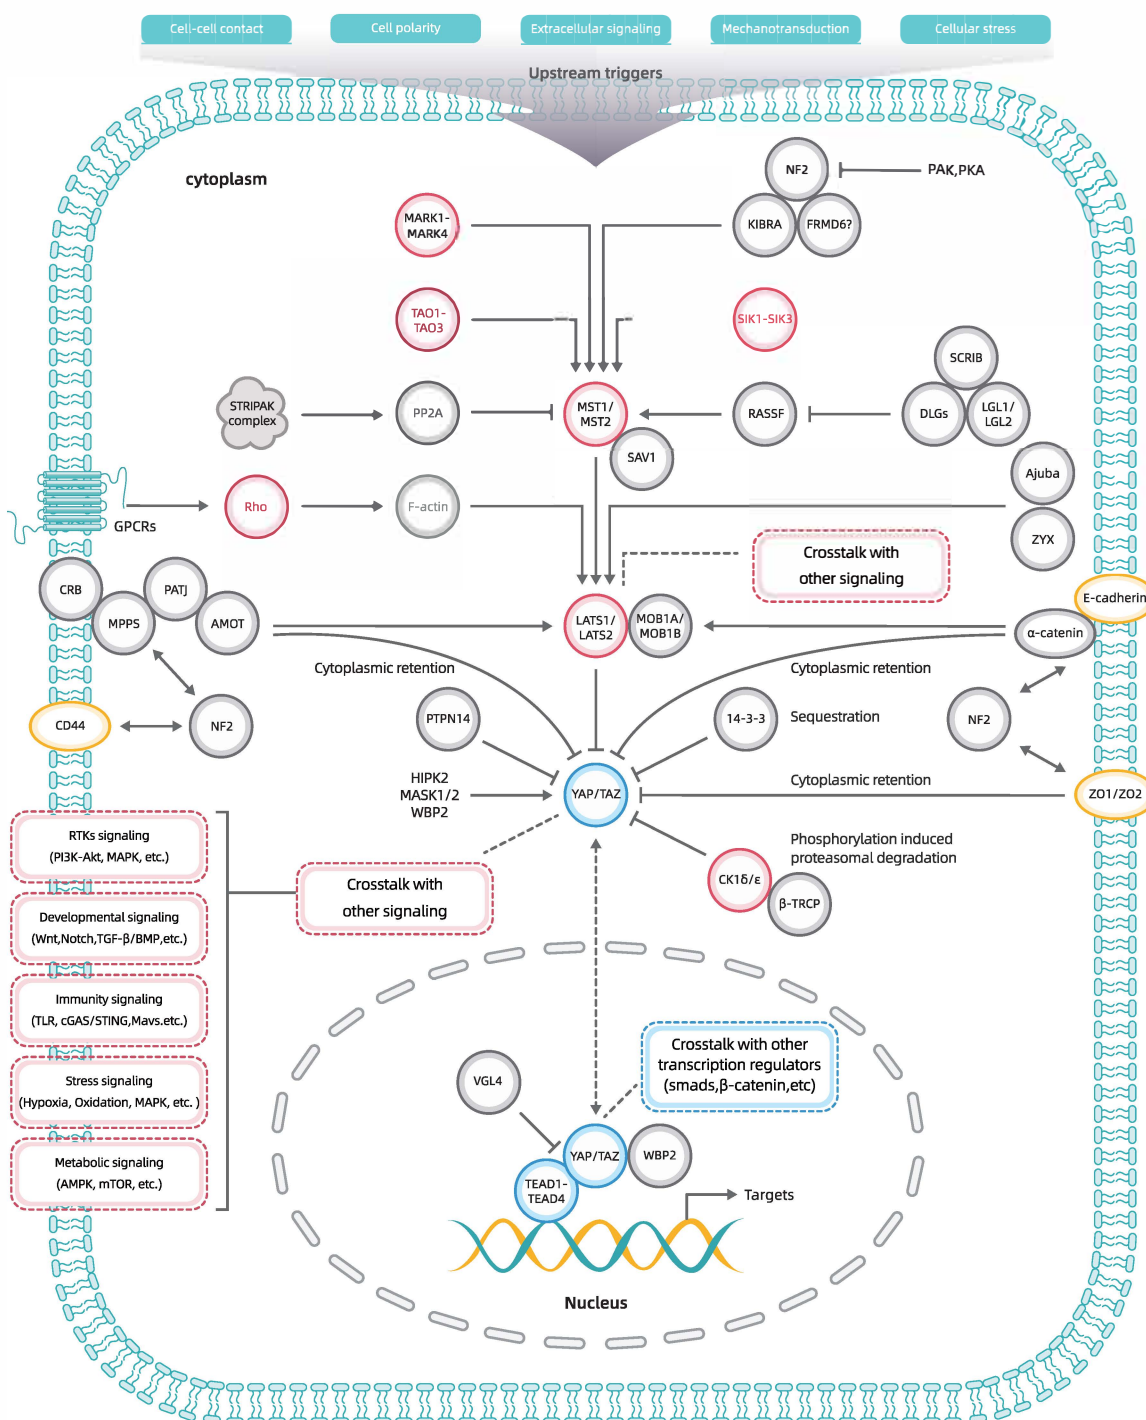 Cell-cell contact
Cell polarity
Extracellular signaling
Mechanotransduction
Cellular stress
Upstream triggers
cytoplasm
NF2
PAK,PKA
MARK1-
MARK4
KIBRA
FRMD6?
TAO1-
TAO3
SIK1-SIK3
SCRIB
STRIPAK
complex
PP2A
MST1/
MST2
RASSF
DLGs
LGL1/
LGL2
SAV1
Ajuba
GPCRs
Rho
F-actin
ZYX
Crosstalk with
other signaling
CRB
PATJ
MPPS
AMOT
LATS1/
LATS2
MOB1A/
MOB1B
E-cadherin
α-catenin
Cytoplasmic retention
Cytoplasmic retention
CD44
NF2
PTPN14
14-3-3
Sequestration
NF2
HIPK2
MASK1/2
WBP2
YAP/TAZ
Cytoplasmic retention
ZO1/ZO2
RTKs signaling
(PI3K-Akt, MAPK, etc.)
Phosphorylation induced
proteasomal degradation
CK1δ/ε
β-TRCP
Crosstalk with
other signaling
Developmental signaling
(Wnt,Notch,TGF-β/BMP,etc.)
Immunity signaling
(TLR, cGAS/STING,Mavs.etc.)
Stress signaling
(Hypoxia, Oxidation, MAPK, etc. )
Metabolic signaling
(AMPK, mTOR, etc.)
Crosstalk with other
transcription regulators
(smads,β-catenin,etc)
VGL4
YAP/TAZ
WBP2
TEAD1-
TEAD4
Targets
Nucleus